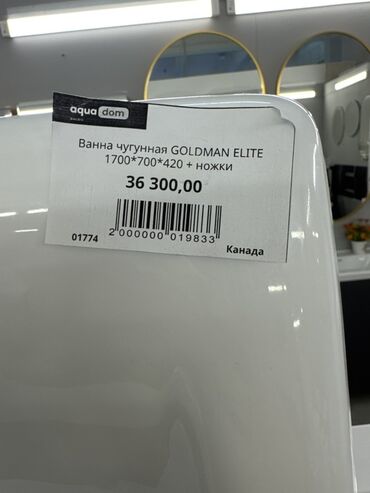 aqua dom
Ванна чугунная GOLDMAN ELITE
1700*700*420 + ножки
36 300,00
2 000000 019833
01774
Канада